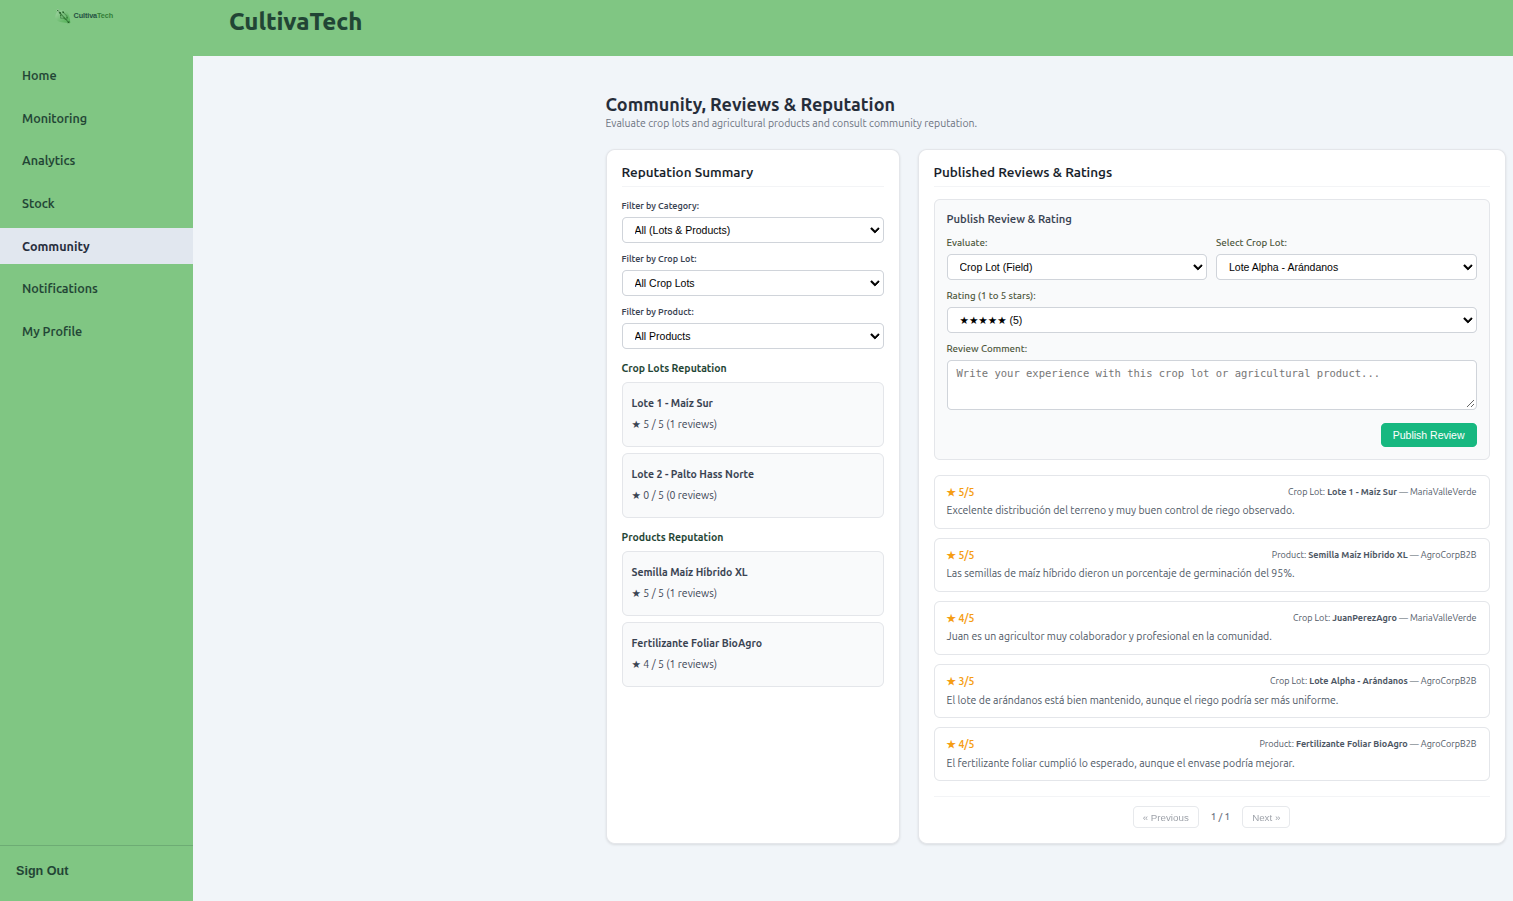 CultivaTech
CultivaTech
Home
Monitoring
Analytics
Stock
Community
Notifications
My Profile
Sign Out
Community, Reviews & Reputation
Evaluate crop lots and agricultural products and consult community reputation.
Reputation Summary
Filter by Category:
All (Lots & Products)
Filter by Crop Lot:
All Crop Lots
Filter by Product:
All Products
Crop Lots Reputation
Lote 1 - Maíz Sur
★ 5 / 5 (1 reviews)
Lote 2 - Palto Hass Norte
★ 0 / 5 (0 reviews)
Products Reputation
Semilla Maíz Híbrido XL
★ 5 / 5 (1 reviews)
Fertilizante Foliar BioAgro
★ 4 / 5 (1 reviews)
Published Reviews & Ratings
Publish Review & Rating
Evaluate:
Crop Lot (Field)
Select Crop Lot:
Lote Alpha - Arándanos
Rating (1 to 5 stars):
★★★★★ (5)
Review Comment:
Write your experience with this crop lot or agricultural product...
Publish Review
★ 5/5 Crop Lot: Lote 1 - Maíz Sur — MariaValleVerde
Excelente distribución del terreno y muy buen control de riego observado.
★ 5/5 Product: Semilla Maíz Híbrido XL — AgroCorpB2B
Las semillas de maíz híbrido dieron un porcentaje de germinación del 95%.
★ 4/5 Crop Lot: JuanPerezAgro — MariaValleVerde
Juan es un agricultor muy colaborador y profesional en la comunidad.
★ 3/5 Crop Lot: Lote Alpha - Arándanos — AgroCorpB2B
El lote de arándanos está bien mantenido, aunque el riego podría ser más uniforme.
★ 4/5 Product: Fertilizante Foliar BioAgro — AgroCorpB2B
El fertilizante foliar cumplió lo esperado, aunque el envase podría mejorar.
« Previous 1 / 1 Next »